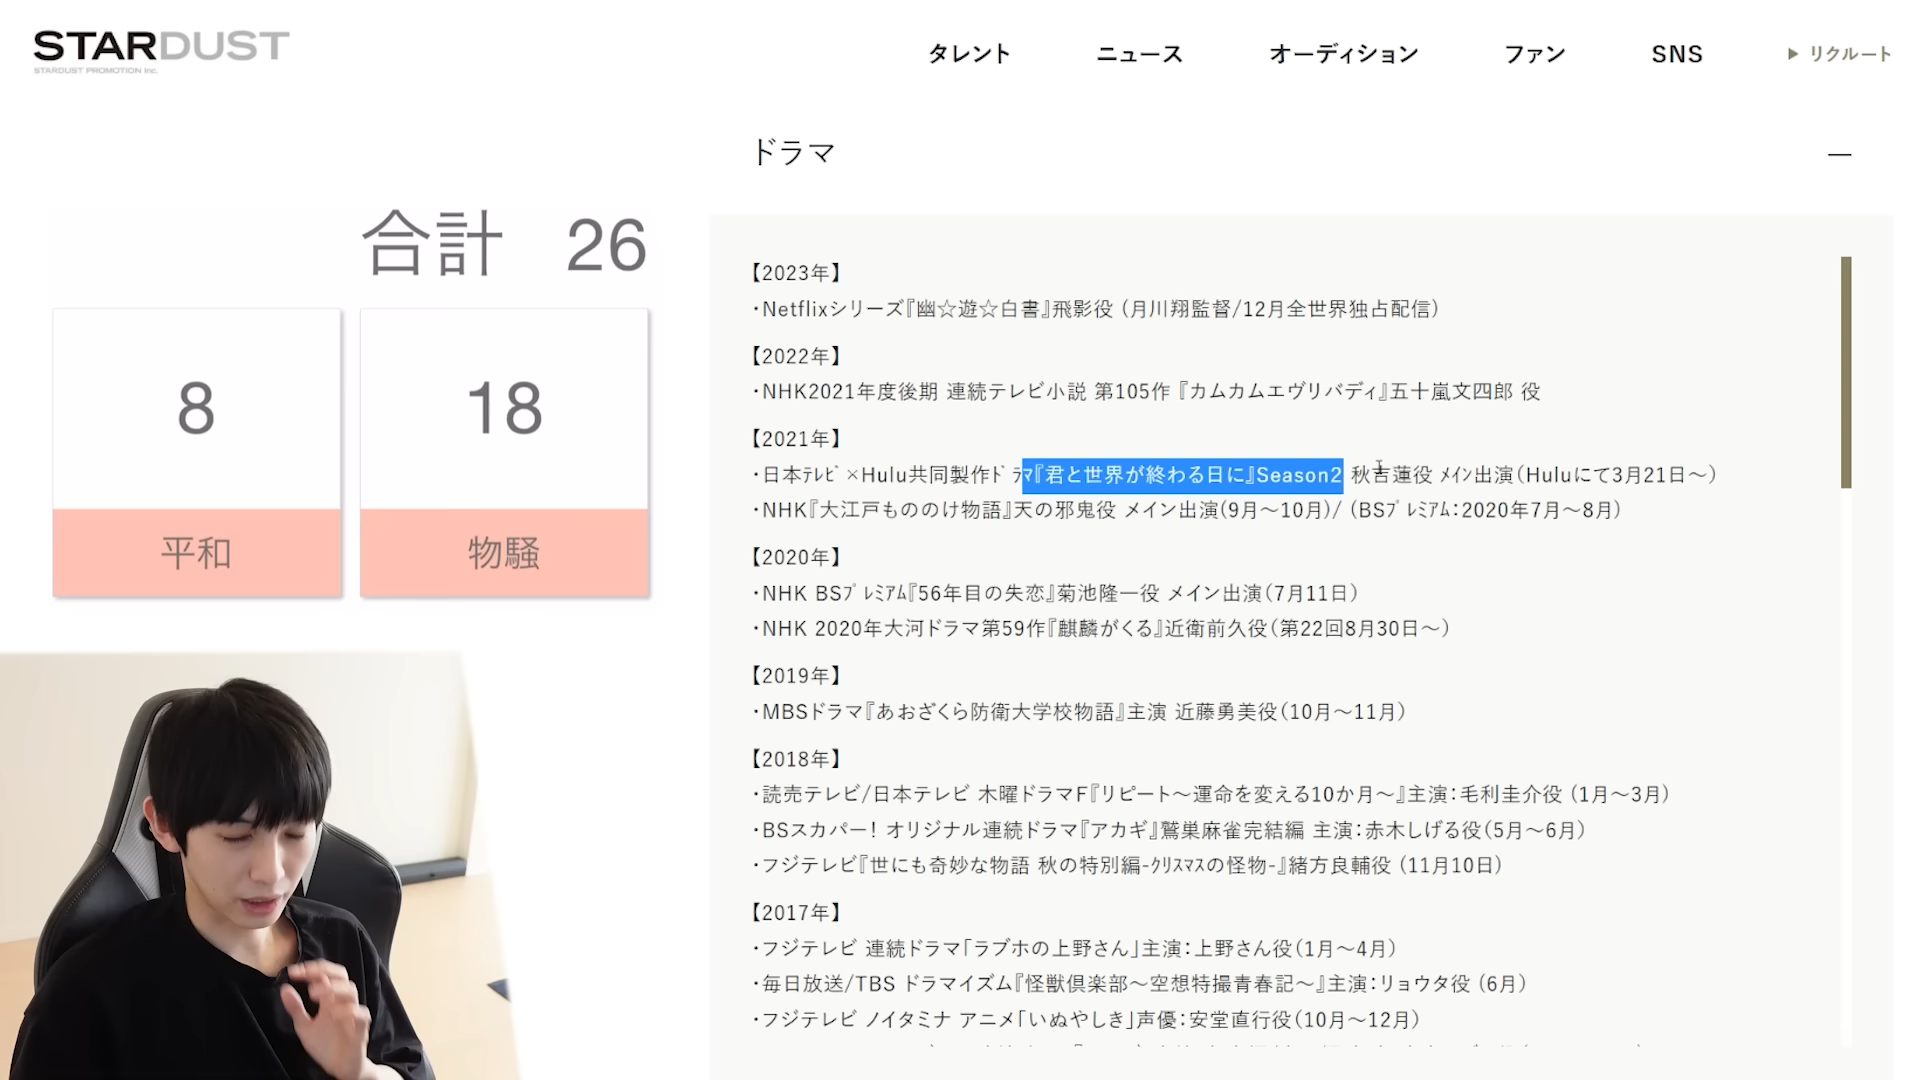 STARDUST
STARDUST PROMOTION Inc.
タレント
ニュース
オーディション
ファン
SNS
リクルート
合計 26
8
18
平和
物騒
ドラマ
【2023年】
・Netflixシリーズ『幽☆遊☆白書』飛影役 (月川翔監督/12月全世界独占配信)
【2022年】
・NHK2021年度後期 連続テレビ小説 第105作 『カムカムエヴリバディ』五十嵐文四郎 役
【2021年】
・日本ﾃﾚﾋﾞ×Hulu共同製作ﾄﾞﾗﾏ『君と世界が終わる日に』Season2 秋吉蓮役 ﾒｲﾝ出演(Huluにて3月21日～)
・NHK『大江戸もののけ物語』天の邪鬼役 メイン出演(9月～10月)/ (BSﾌﾟﾚﾐｱﾑ:2020年7月～8月)
【2020年】
・NHK BSﾌﾟﾚﾐｱﾑ『56年目の失恋』菊池隆一役 メイン出演(7月11日)
・NHK 2020年大河ドラマ第59作『麒麟がくる』近衛前久役(第22回8月30日～)
【2019年】
・MBSドラマ『あおざくら防衛大学校物語』主演 近藤勇美役(10月～11月)
【2018年】
・読売テレビ/日本テレビ 木曜ドラマF『リピート～運命を変える10か月～』主演:毛利圭介役 (1月～3月)
・BSスカパー! オリジナル連続ドラマ『アカギ』鷲巣麻雀完結編 主演:赤木しげる役(5月～6月)
・フジテレビ『世にも奇妙な物語 秋の特別編-ｸﾘｽﾏｽの怪物-』緒方良輔役 (11月10日)
【2017年】
・フジテレビ 連続ドラマ「ラブホの上野さん」主演:上野さん役(1月～4月)
・毎日放送/TBS ドラマイズム『怪獣倶楽部～空想特撮青春記～』主演:リョウタ役 (6月)
・フジテレビ ノイタミナ アニメ「いぬやしき」声優:安堂直行役(10月～12月)